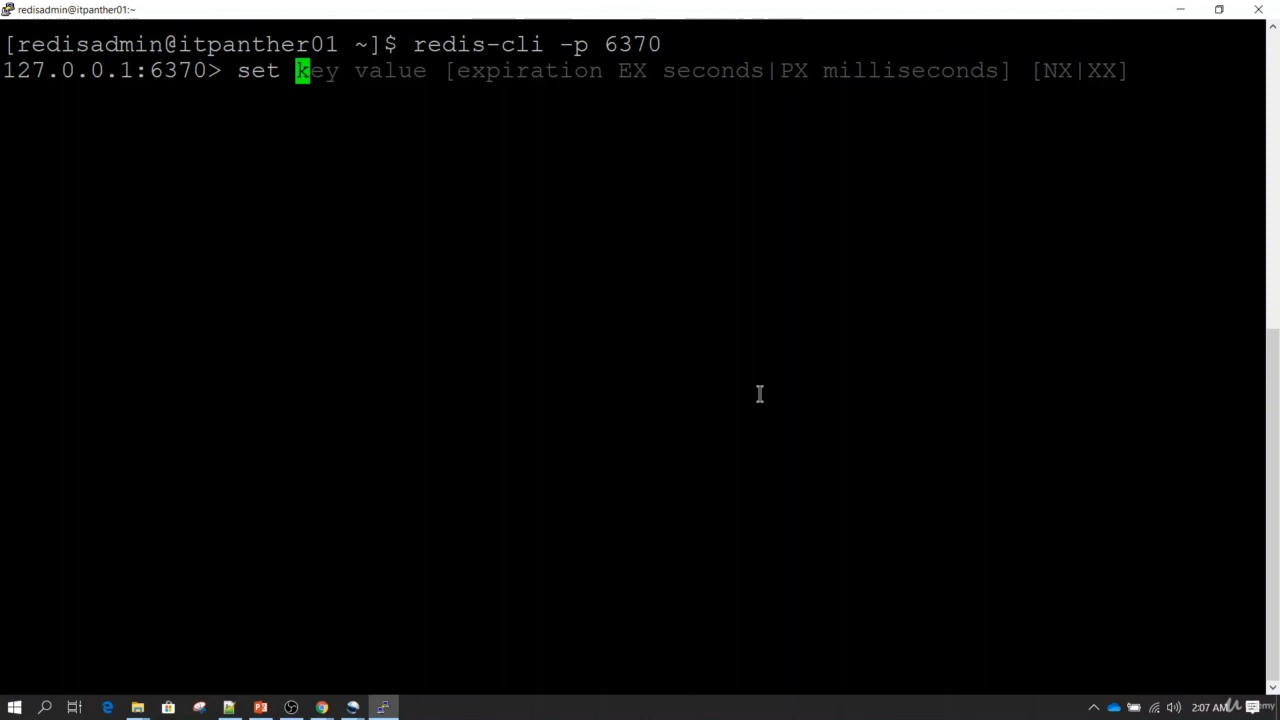 redisadmin@itpanther01:~
[redisadmin@itpanther01 ~]$ redis-cli -p 6370
127.0.0.1:6370> set key value [expiration EX seconds|PX milliseconds] [NX|XX]
2:07 AM